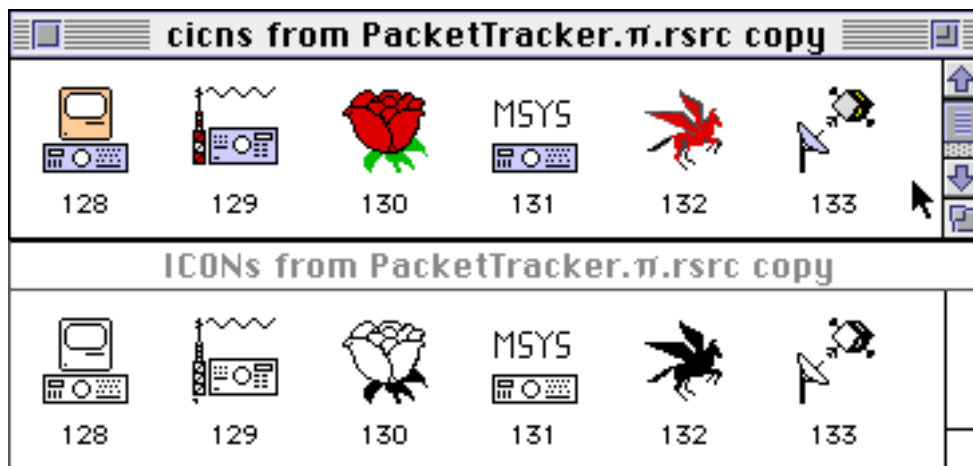 cicns from PacketTracker.π.rsrc copy
MSYS
128 129 130 131 132 133
ICONs from PacketTracker.π.rsrc copy
MSYS
128 129 130 131 132 133